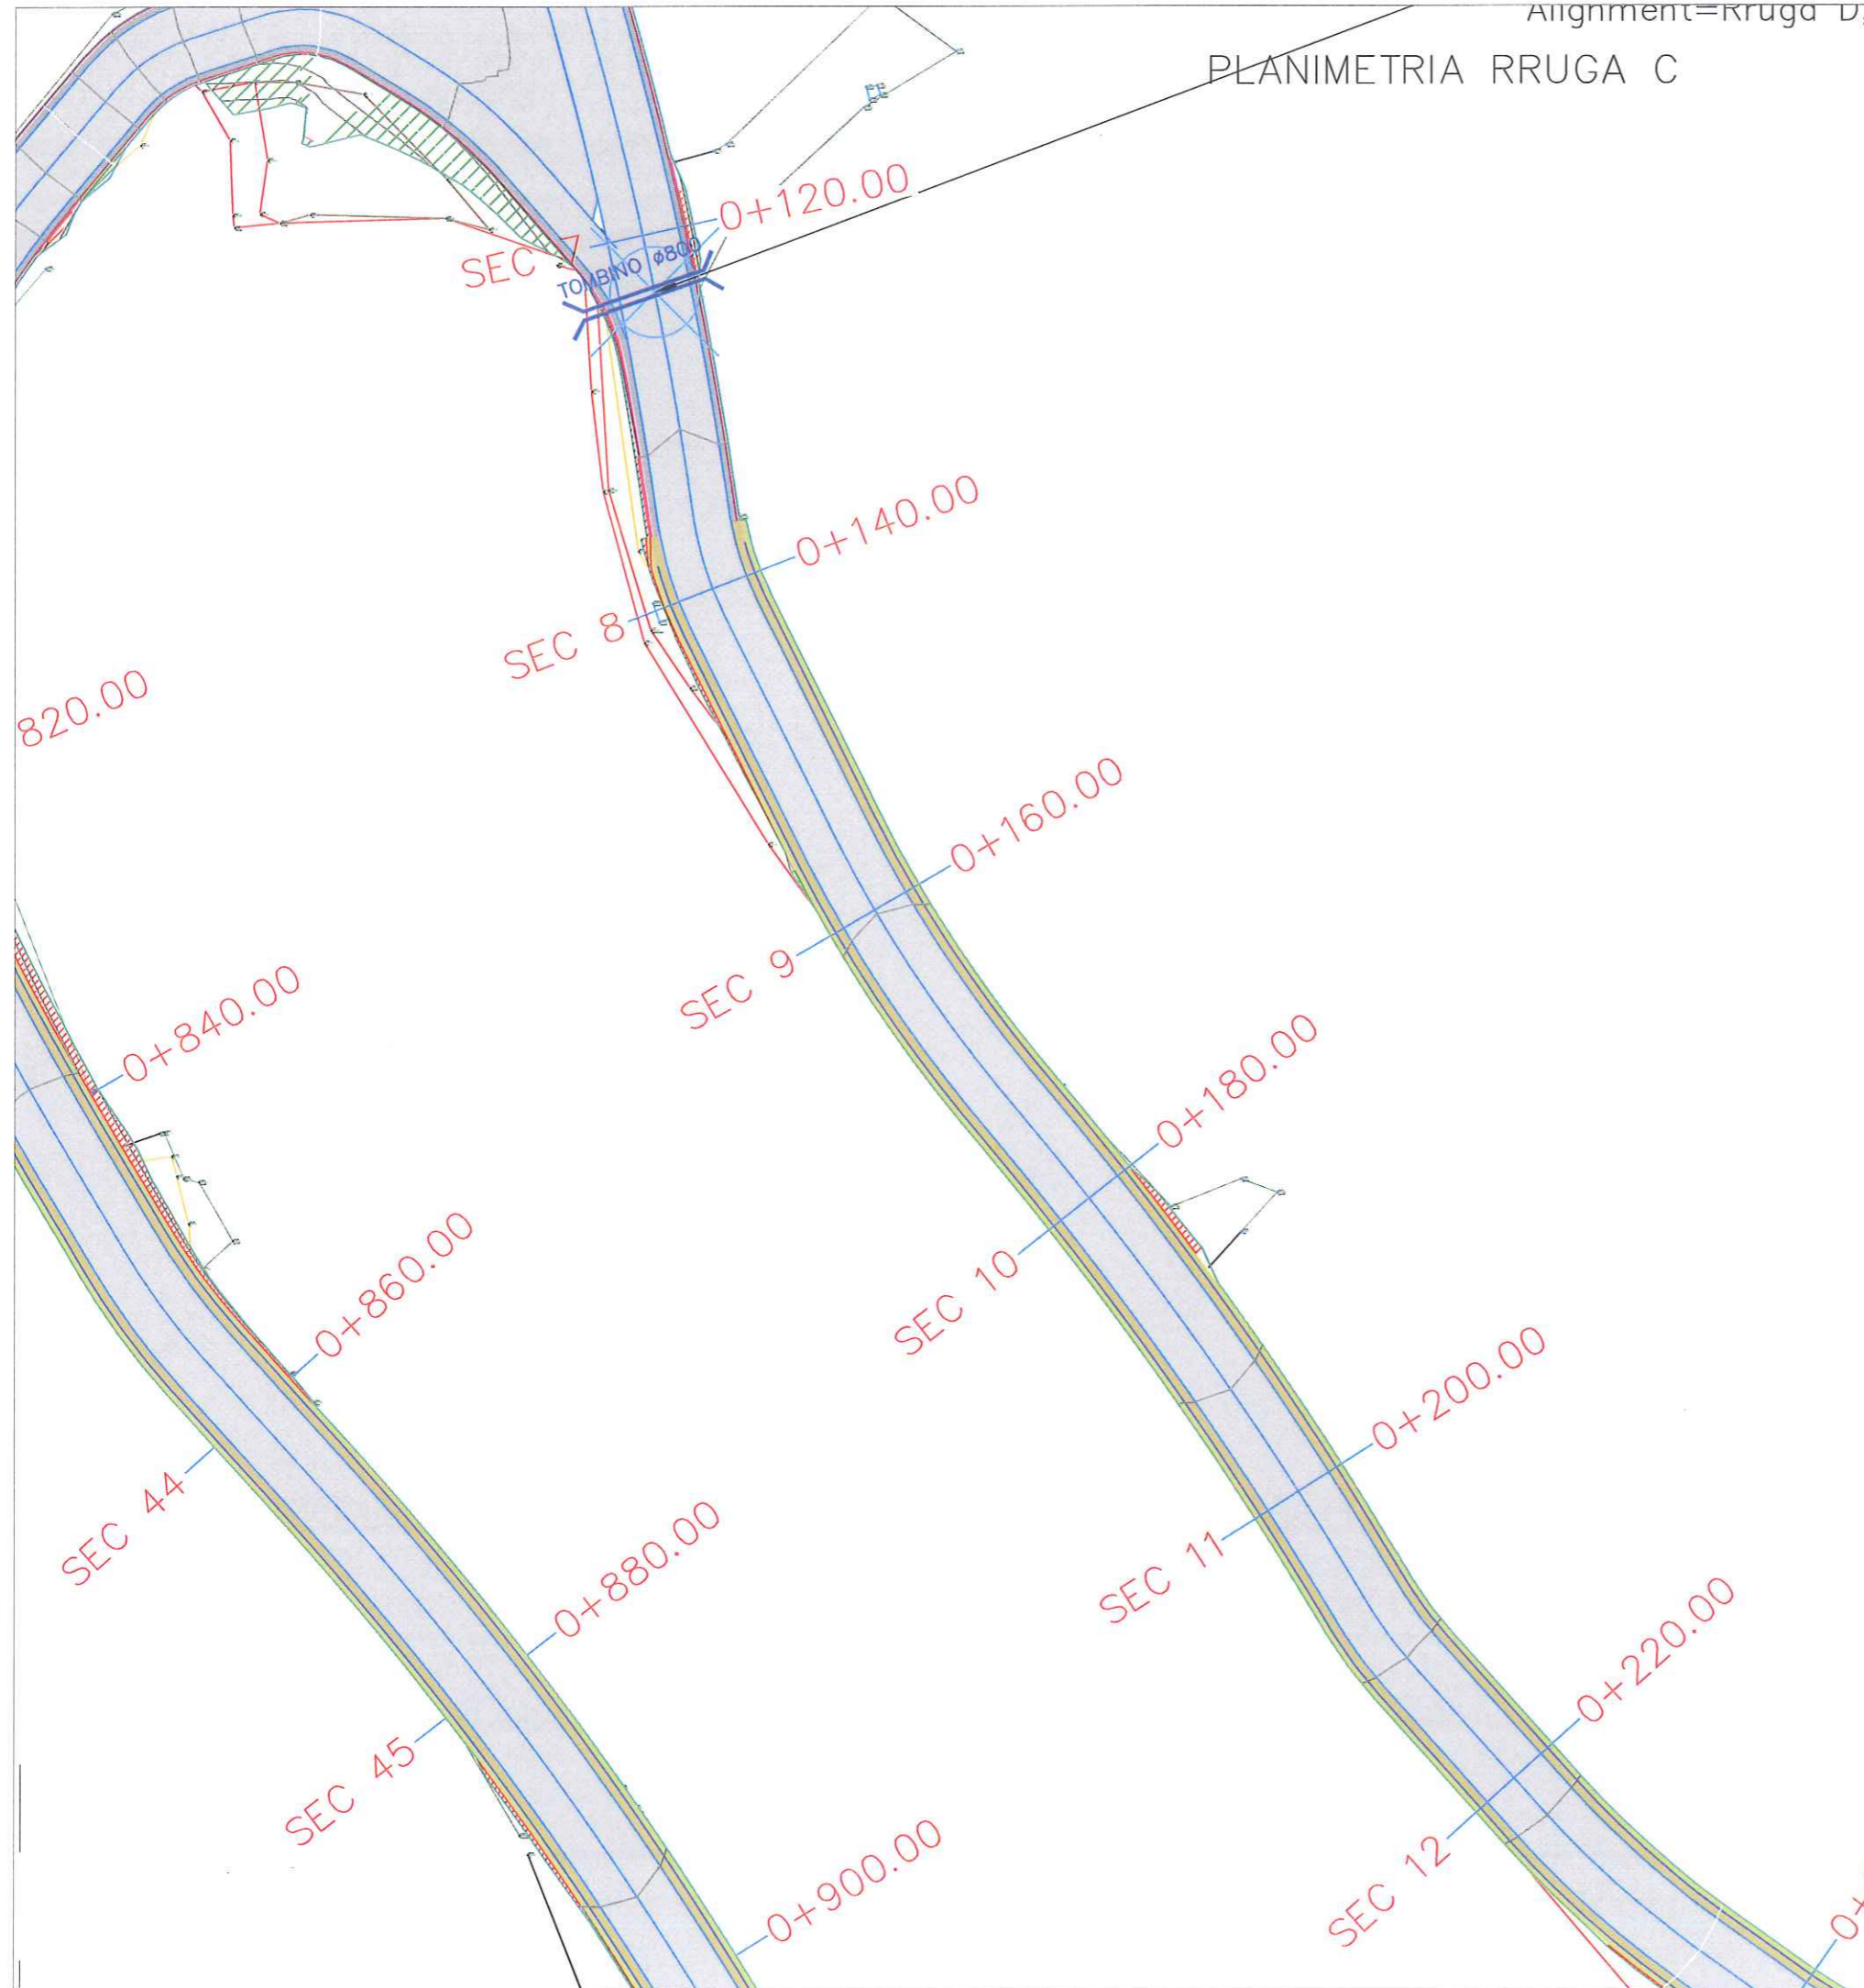 Alignment=Rruga D
PLANIMETRIA RRUGA C
0+120.00
SEC 7
TOMBINO ø800
0+140.00
SEC 8
820.00
0+160.00
SEC 9
0+840.00
0+180.00
SEC 10
0+860.00
SEC 44
0+200.00
SEC 11
0+880.00
SEC 45
0+220.00
SEC 12
0+900.00
0+